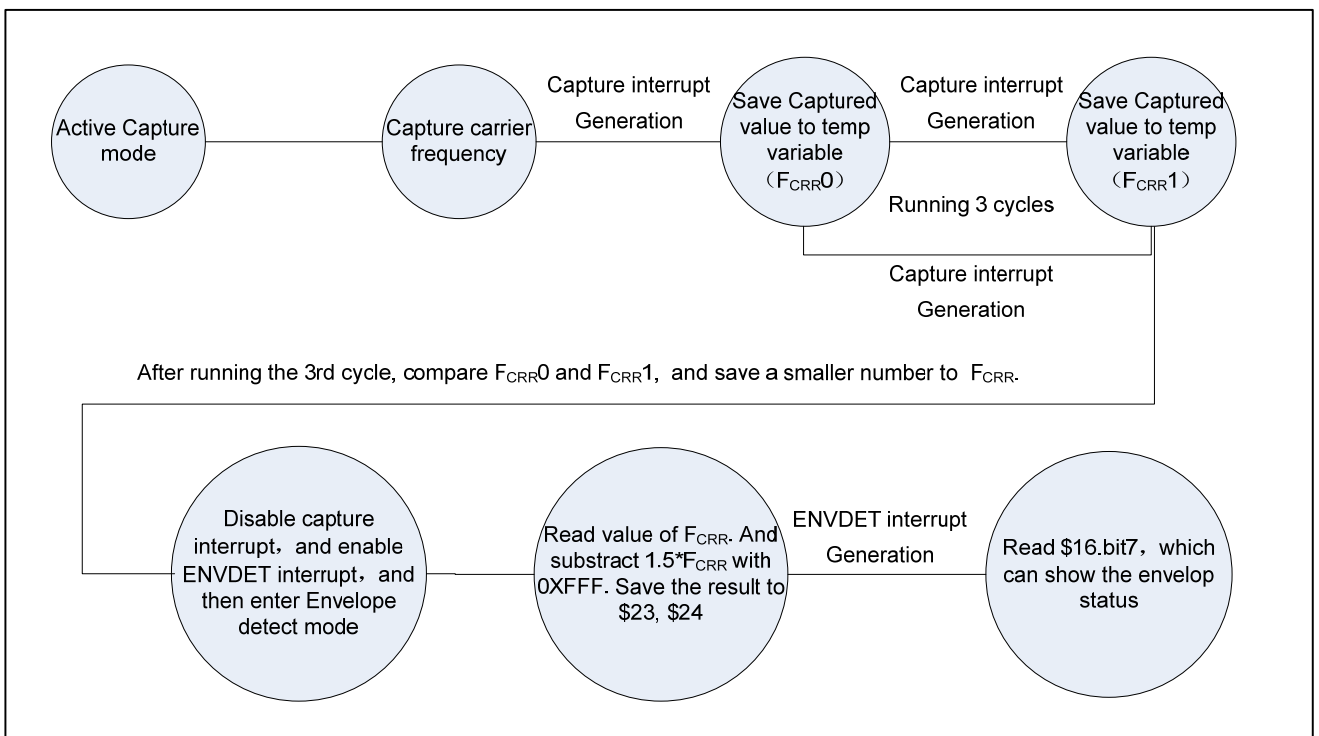 Active Capture
mode
Capture carrier
frequency
Capture interrupt
Generation
Save Captured
value to temp
variable
（FCRR0）
Capture interrupt
Generation
Save Captured
value to temp
variable
（FCRR1）
Running 3 cycles
Capture interrupt
Generation
After running the 3rd cycle, compare FCRR0 and FCRR1, and save a smaller number to FCRR.
Disable capture
interrupt，and enable
ENVDET interrupt，and
then enter Envelope
detect mode
Read value of FCRR. And
substract 1.5*FCRR with
0XFFF. Save the result to
$23, $24
ENVDET interrupt
Generation
Read $16.bit7，which
can show the envelop
status